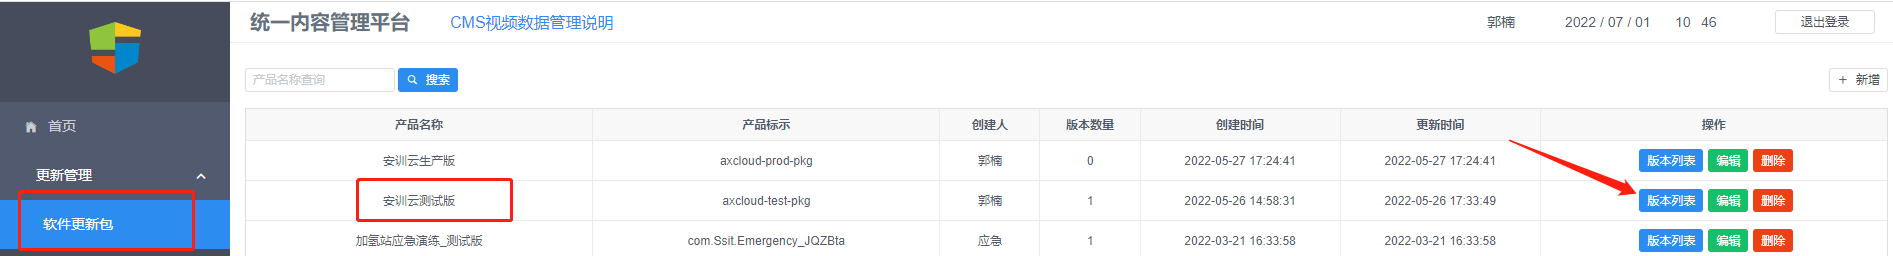 统一内容管理平台 CMS视频数据管理说明 郭楠 2022 / 07 / 01 10 46 退出登录
产品名称查询 搜索 + 新增
首页
更新管理
软件更新包
产品名称 产品标示 创建人 版本数量 创建时间 更新时间 操作
安训云生产版 axcloud-prod-pkg 郭楠 0 2022-05-27 17:24:41 2022-05-27 17:24:41 版本列表 编辑 删除
安训云测试版 axcloud-test-pkg 郭楠 1 2022-05-26 14:58:31 2022-05-26 17:33:49 版本列表 编辑 删除
加氢站应急演练_测试版 com.Ssit.Emergency_JQZBta 应急 1 2022-03-21 16:33:58 2022-03-21 16:33:58 版本列表 编辑 删除